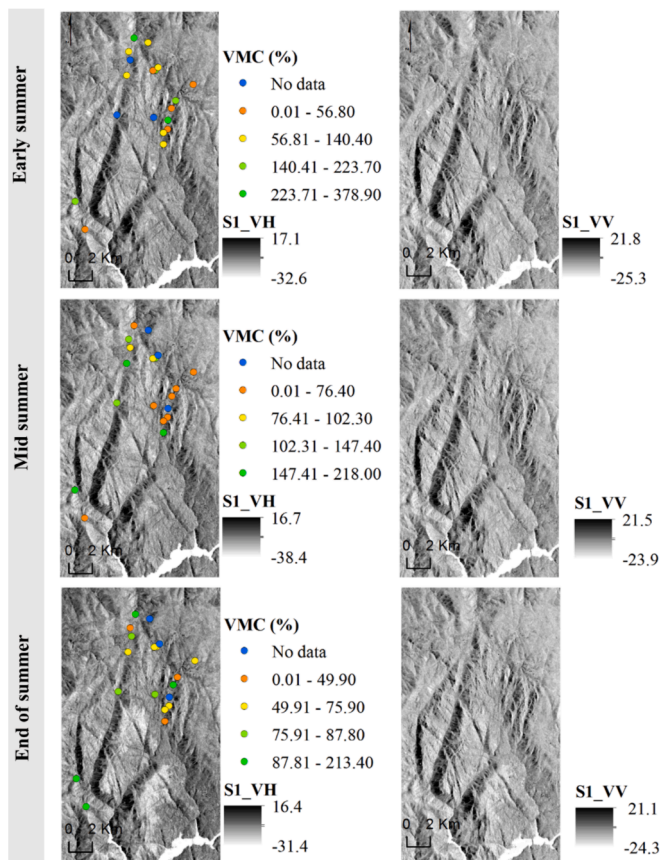 Early summer
VMC (%)
No data
0.01 - 56.80
56.81 - 140.40
140.41 - 223.70
223.71 - 378.90
S1_VH
17.1
-32.6
0 2 Km
S1_VV
21.8
-25.3
0 2 Km
Mid summer
VMC (%)
No data
0.01 - 76.40
76.41 - 102.30
102.31 - 147.40
147.41 - 218.00
S1_VH
16.7
-38.4
0 2 Km
S1_VV
21.5
-23.9
0 2 Km
End of summer
VMC (%)
No data
0.01 - 49.90
49.91 - 75.90
75.91 - 87.80
87.81 - 213.40
S1_VH
16.4
-31.4
0 2 Km
S1_VV
21.1
-24.3
0 2 Km